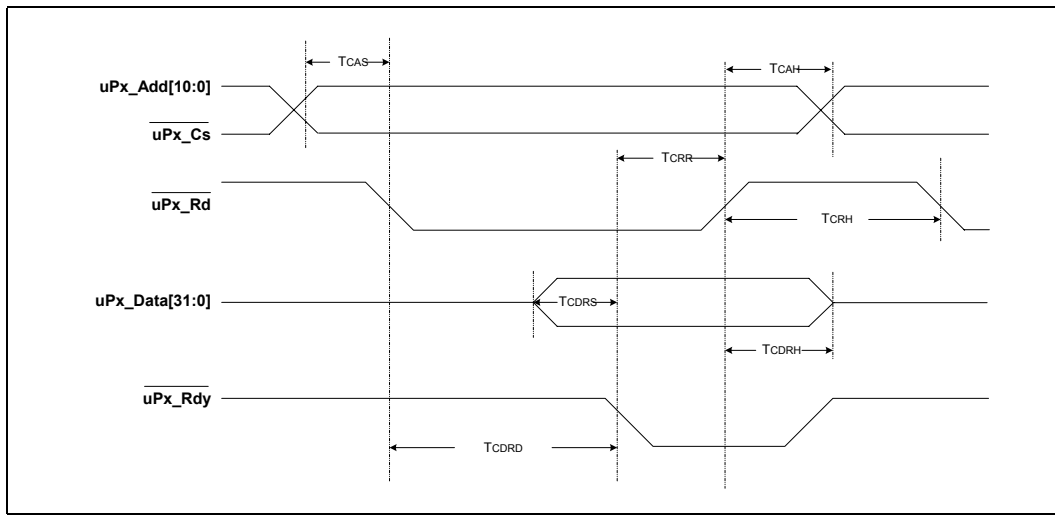 TCAS
TCAH
uPx_Add[10:0]
uPx_Cs
TCRR
uPx_Rd
TCRH
uPx_Data[31:0]
TCDRS
TCDRH
uPx_Rdy
TCDRD